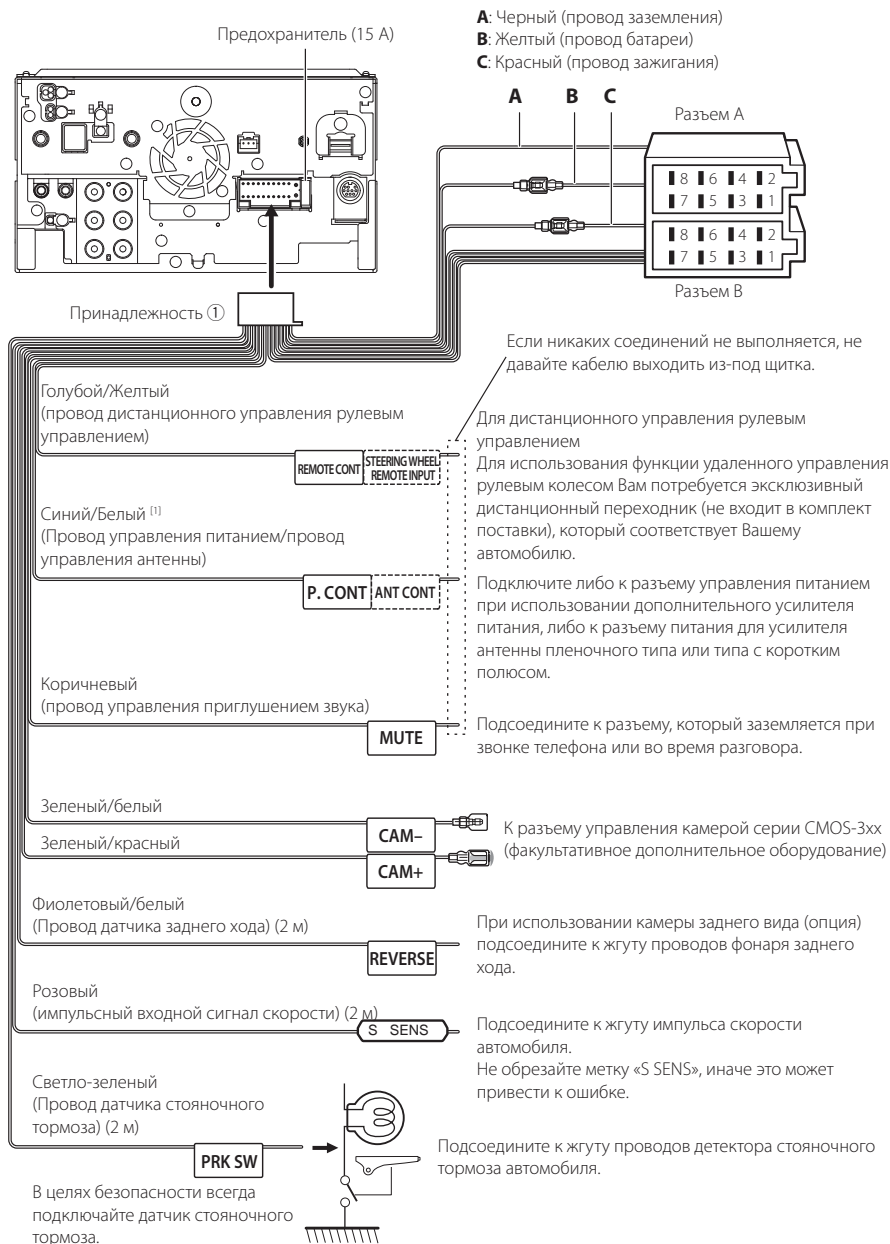 Предохранитель (15 А)
A: Черный (провод заземления)
B: Желтый (провод батареи)
C: Красный (провод зажигания)
A B C
Разъем А
8 6 4 2
7 5 3 1
8 6 4 2
7 5 3 1
Разъем В
Принадлежность ①
Если никаких соединений не выполняется, не
давайте кабелю выходить из-под щитка.
Голубой/Желтый
(провод дистанционного управления рулевым
управлением)
REMOTE CONT
STEERING WHEEL
REMOTE INPUT
Для дистанционного управления рулевым
управлением
Для использования функции удаленного управления
рулевым колесом Вам потребуется эксклюзивный
дистанционный переходник (не входит в комплект
поставки), который соответствует Вашему
автомобилю.
Синий/Белый [1]
(Провод управления питанием/провод
управления антенны)
P. CONT ANT CONT
Подключите либо к разъему управления питанием
при использовании дополнительного усилителя
питания, либо к разъему питания для усилителя
антенны пленочного типа или типа с коротким
полюсом.
Коричневый
(провод управления приглушением звука)
MUTE
Подсоедините к разъему, который заземляется при
звонке телефона или во время разговора.
Зеленый/белый
CAM–
Зеленый/красный
CAM+
К разъему управления камерой серии CMOS-3xx
(факультативное дополнительное оборудование)
Фиолетовый/белый
(Провод датчика заднего хода) (2 м)
REVERSE
При использовании камеры заднего вида (опция)
подсоедините к жгуту проводов фонаря заднего
хода.
Розовый
(импульсный входной сигнал скорости) (2 м)
S SENS
Подсоедините к жгуту импульса скорости
автомобиля.
Не обрезайте метку «S SENS», иначе это может
привести к ошибке.
Светло-зеленый
(Провод датчика стояночного
тормоза) (2 м)
PRK SW
Подсоедините к жгуту проводов детектора стояночного
тормоза автомобиля.
В целях безопасности всегда
подключайте датчик стояночного
тормоза.